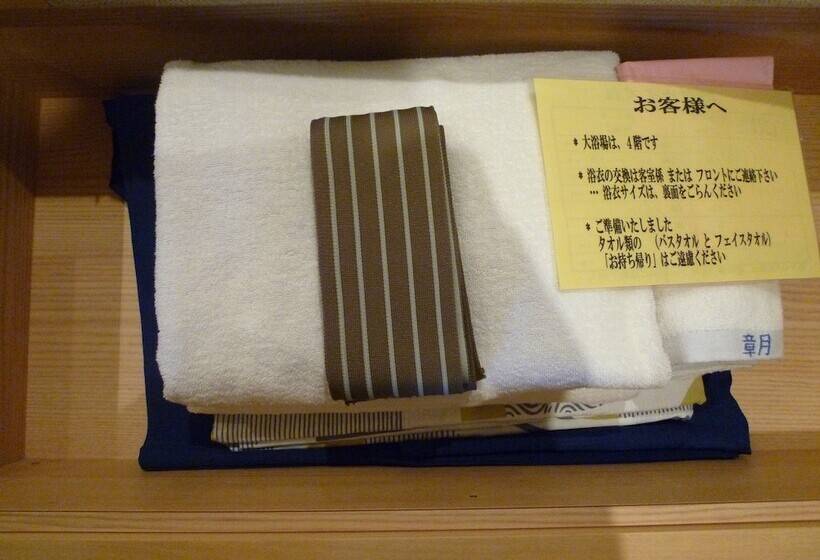 お客様へ
* 大浴場は、4階です
* 浴衣の交換は客室係 または フロントにご連絡下さい
… 浴衣サイズは、裏面をごらんください
* ご準備いたしました
タオル類の (バスタオル と フェイスタオル)
「お持ち帰り」はご遠慮ください
章月